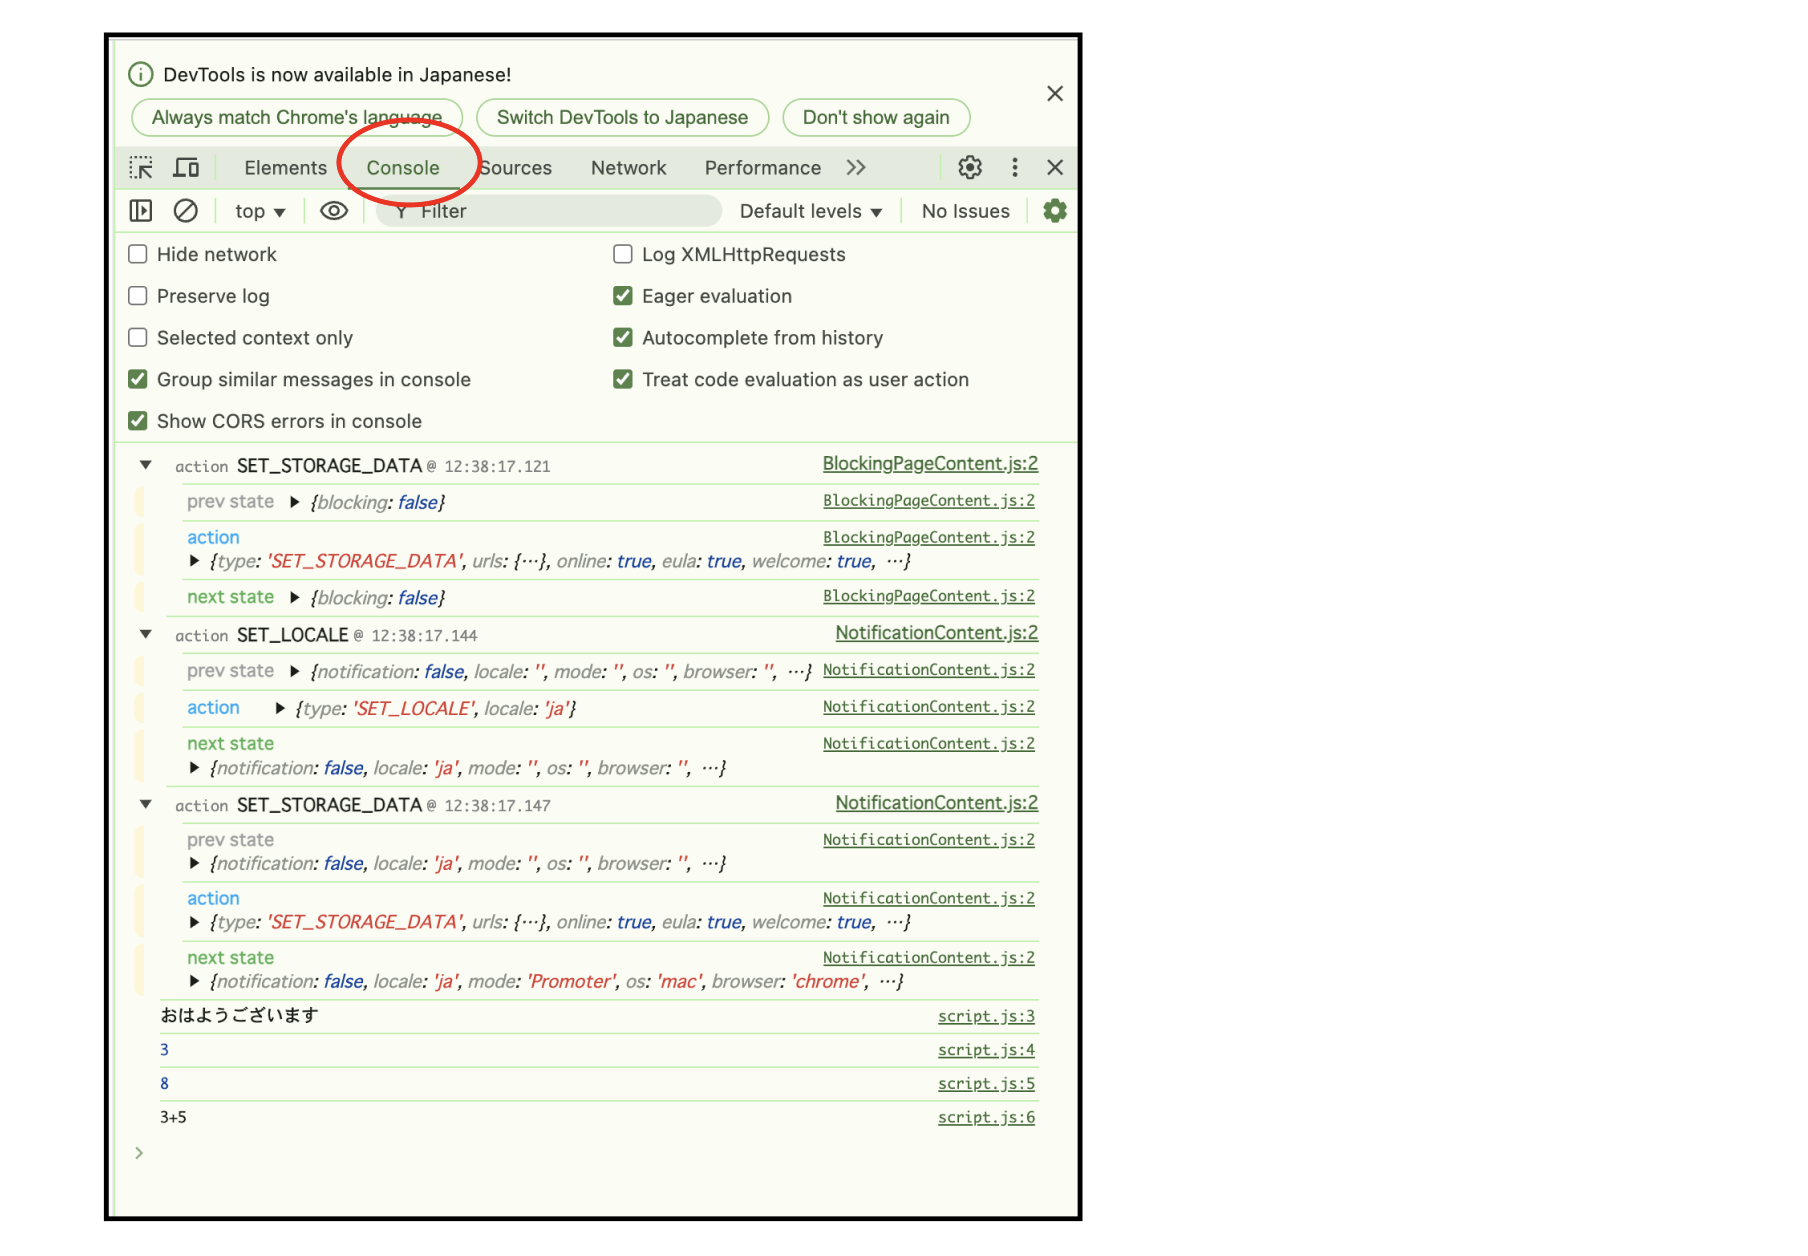 DevTools is now available in Japanese!
Always match Chrome's language Switch DevTools to Japanese Don't show again
Elements Console Sources Network Performance
top Filter Default levels No Issues
Hide network Log XMLHttpRequests
Preserve log Eager evaluation
Selected context only Autocomplete from history
Group similar messages in console Treat code evaluation as user action
Show CORS errors in console
action SET_STORAGE_DATA @ 12:38:17.121 BlockingPageContent.js:2
prev state {blocking: false} BlockingPageContent.js:2
action BlockingPageContent.js:2
{type: 'SET_STORAGE_DATA', urls: {…}, online: true, eula: true, welcome: true, …}
next state {blocking: false} BlockingPageContent.js:2
action SET_LOCALE @ 12:38:17.144 NotificationContent.js:2
prev state {notification: false, locale: '', mode: '', os: '', browser: '', …} NotificationContent.js:2
action {type: 'SET_LOCALE', locale: 'ja'} NotificationContent.js:2
next state NotificationContent.js:2
{notification: false, locale: 'ja', mode: '', os: '', browser: '', …}
action SET_STORAGE_DATA @ 12:38:17.147 NotificationContent.js:2
prev state NotificationContent.js:2
{notification: false, locale: 'ja', mode: '', os: '', browser: '', …}
action NotificationContent.js:2
{type: 'SET_STORAGE_DATA', urls: {…}, online: true, eula: true, welcome: true, …}
next state NotificationContent.js:2
{notification: false, locale: 'ja', mode: 'Promoter', os: 'mac', browser: 'chrome', …}
おはようございます script.js:3
3 script.js:4
8 script.js:5
3+5 script.js:6